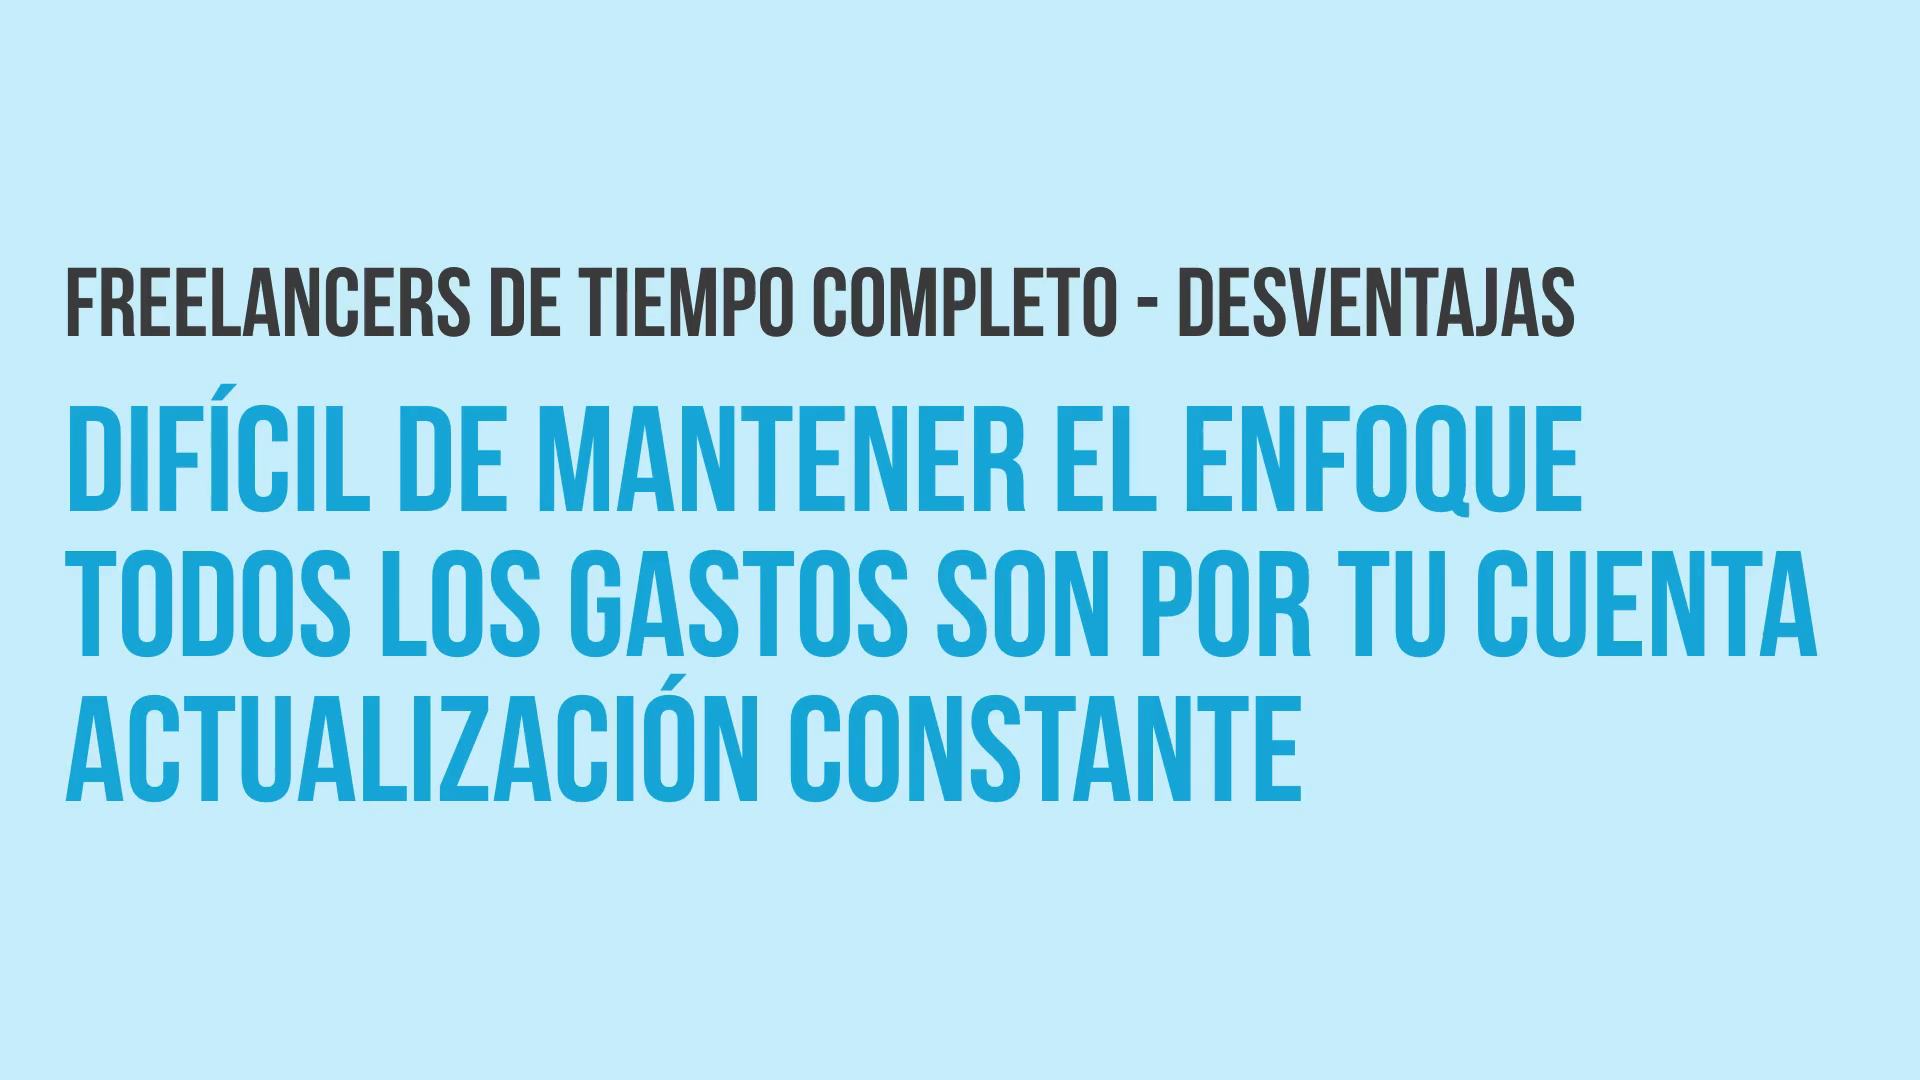 FREELANCERS DE TIEMPO COMPLETO - DESVENTAJAS
DIFÍCIL DE MANTENER EL ENFOQUE
TODOS LOS GASTOS SON POR TU CUENTA
ACTUALIZACIÓN CONSTANTE